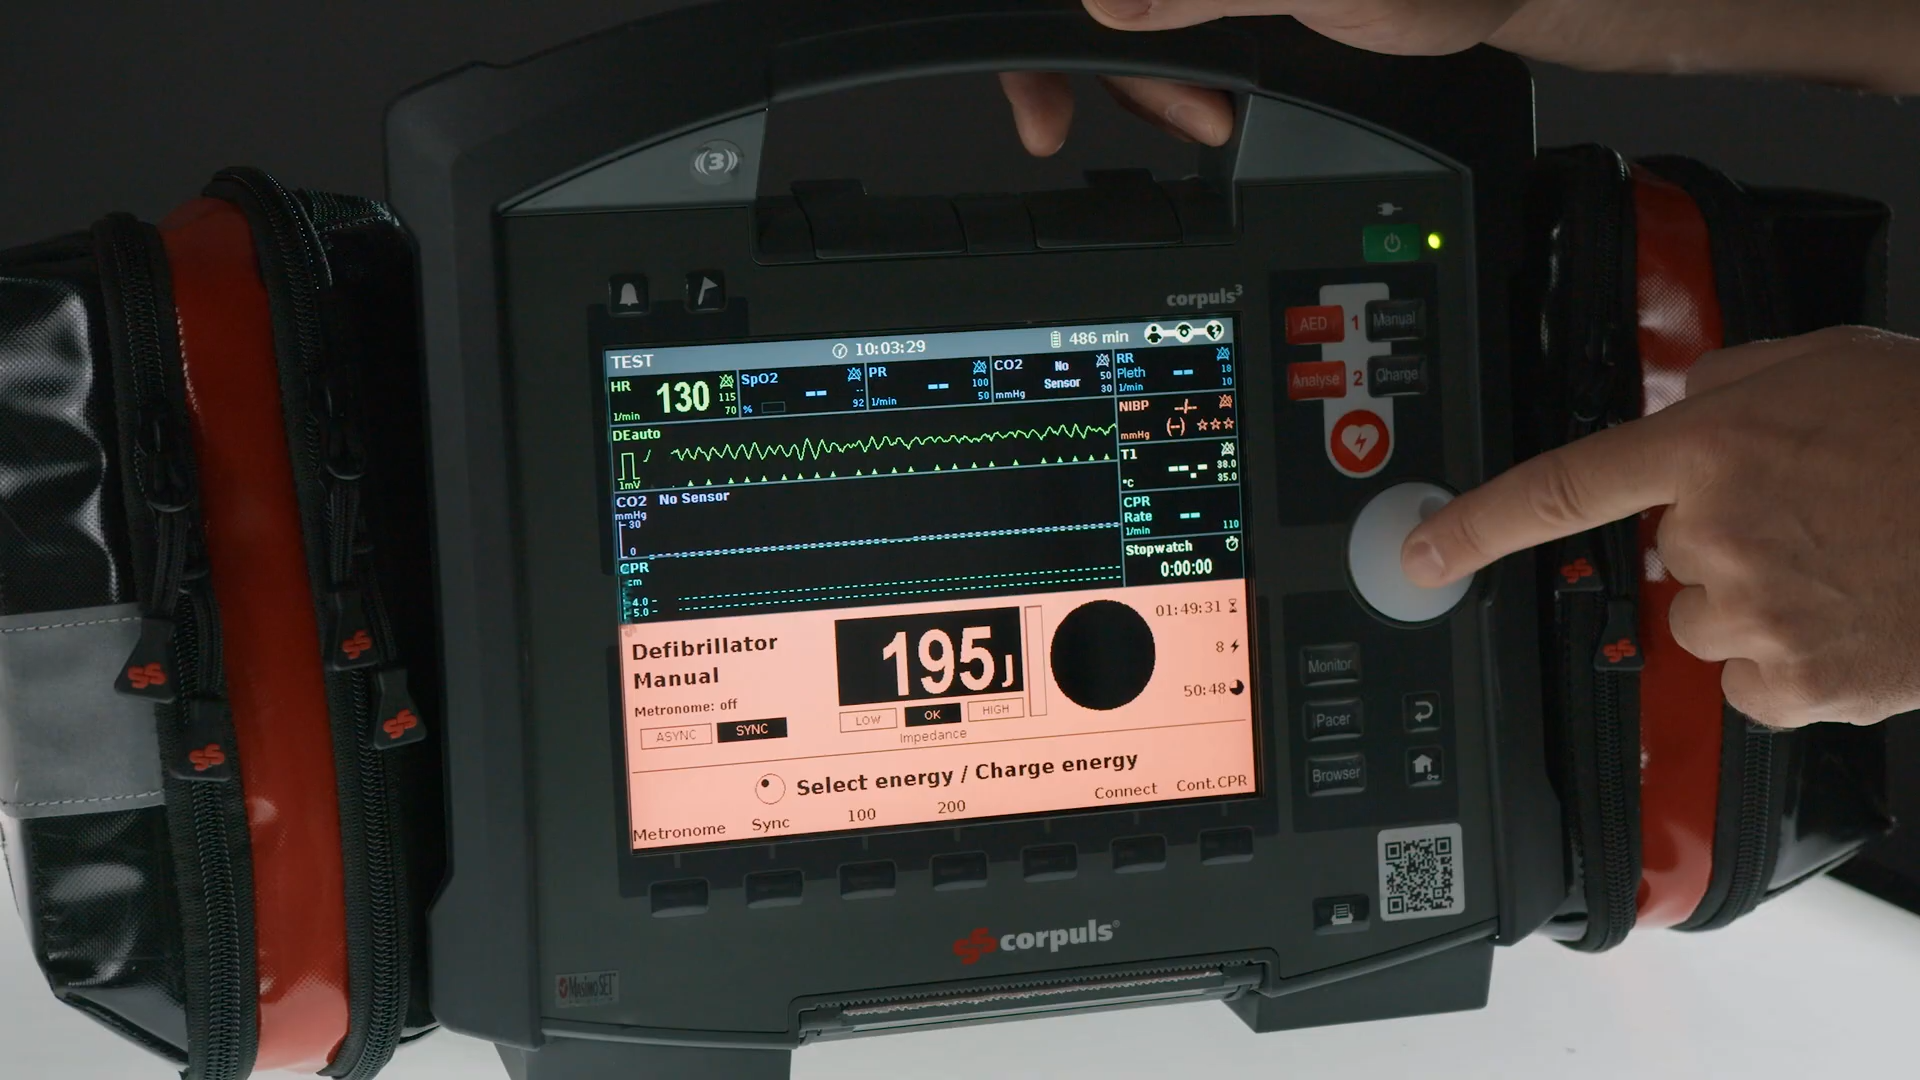 ((3))
corpuls3
TEST
10:03:29
486 min
HR
1/min
130
115
70
SpO2
%
--
--
92
PR
1/min
--
100
50
CO2
mmHg
No
Sensor
50
30
RR
Pleth
1/min
--
18
10
DEauto
1mV
NIBP
mmHg
--/--
(--)
T1
°C
--.-
38.0
35.0
CO2
mmHg
No Sensor
30
0
CPR
Rate
1/min
--
110
CPR
cm
4.0
5.0
Stopwatch
0:00:00
Defibrillator
Manual
Metronome: off
ASYNC
SYNC
195J
LOW
OK
HIGH
Impedance
01:49:31
8
50:48
Select energy / Charge energy
Metronome
Sync
100
200
Connect
Cont.CPR
AED
1
Manual
Analyse
2
Charge
Monitor
Pacer
Browser
corpuls®
Masimo SET